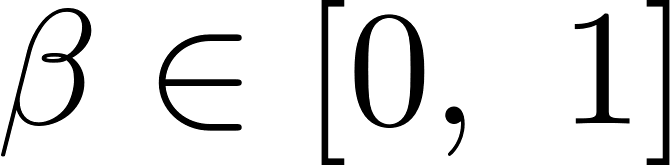 β ∈ [0, 1]